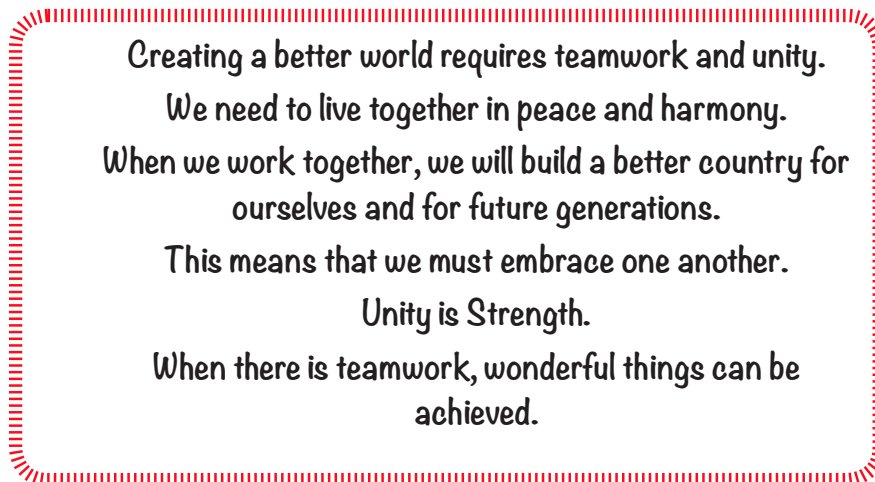 Creating a better world requires teamwork and unity.
We need to live together in peace and harmony.
When we work together, we will build a better country for
ourselves and for future generations.
This means that we must embrace one another.
Unity is Strength.
When there is teamwork, wonderful things can be
achieved.